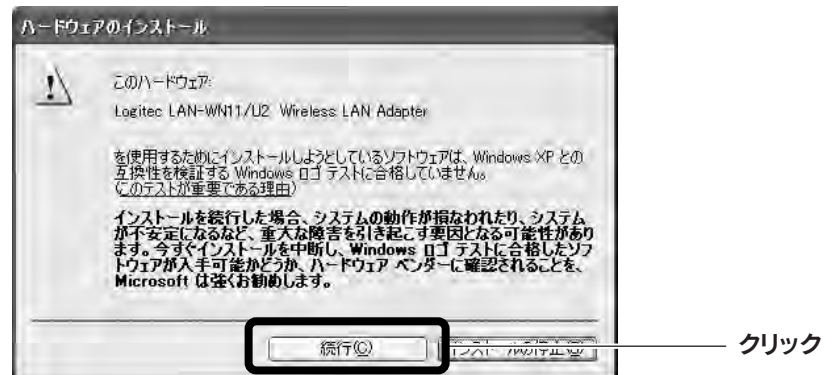 ハードウェアのインストール
このハードウェア:
Logitec LAN-WN11/U2 Wireless LAN Adapter
を使用するためにインストールしようとしているソフトウェアは、Windows XP との
互換性を検証する Windows ロゴ テストに合格していません。
(このテストが重要である理由)
インストールを続行した場合、システムの動作が損なわれたり、システム
が不安定になるなど、重大な障害を引き起こす要因となる可能性があり
ます。今すぐインストールを中断し、Windows ロゴ テストに合格したソフ
トウェアが入手可能かどうか、ハードウェア ベンダーに確認されることを、
Microsoft は強くお勧めします。
続行(C)
インストールの停止(S)
クリック